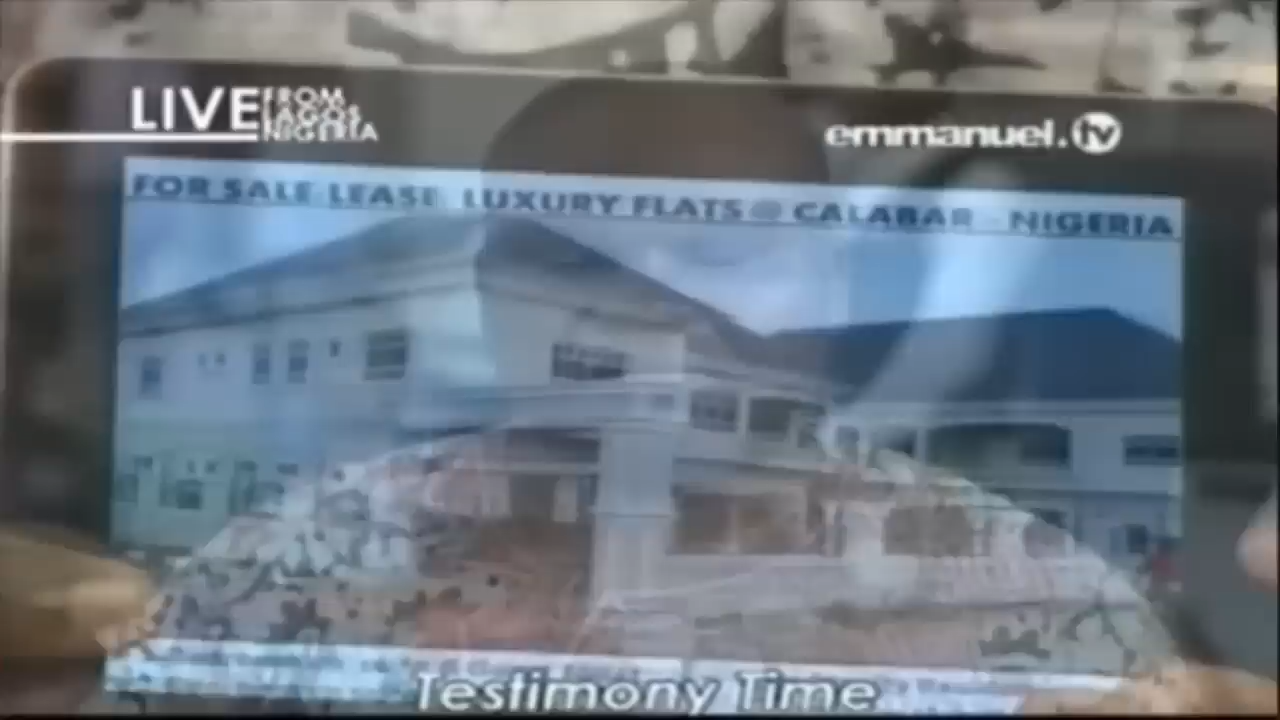 LIVE FROM LAGOS NIGERIA
emmanuel.tv
FOR SALE LEASE LUXURY FLATS @ CALABAR - NIGERIA
Testimony Time